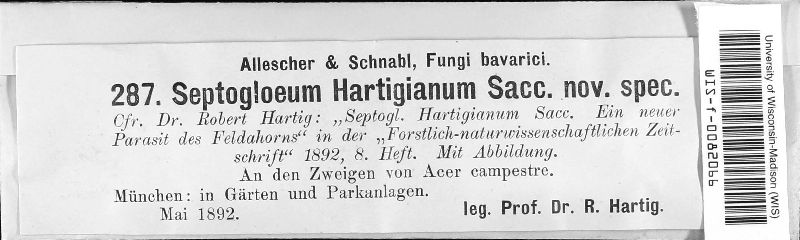 Allescher & Schnabl, Fungi bavarici.
287. Septogloeum Hartigianum Sacc. nov. spec.
Cfr. Dr. Robert Hartig: „Septogl. Hartigianum Sacc. Ein neuer
Parasit des Feldahorns“ in der „Forstlich-naturwissenschaftlichen Zeit-
schrift“ 1892, 8. Heft. Mit Abbildung.
An den Zweigen von Acer campestre.
München: in Gärten und Parkanlagen.
Mai 1892.
leg. Prof. Dr. R. Hartig.
WIS-f-0082066
University of Wisconsin-Madison (WIS)